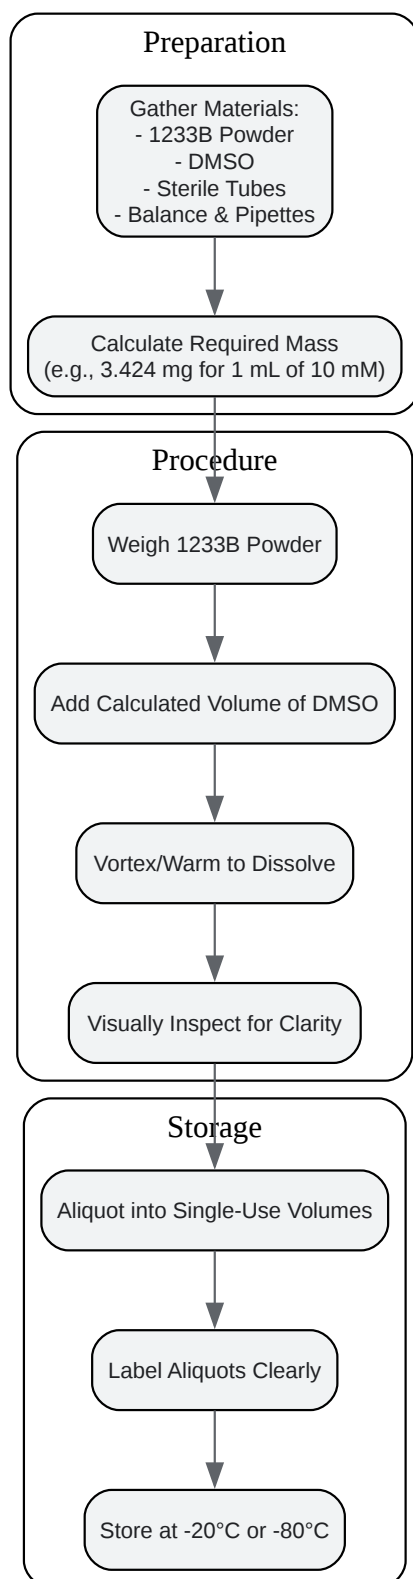 Preparation
Gather Materials:
- 1233B Powder
- DMSO
- Sterile Tubes
- Balance & Pipettes
Calculate Required Mass
(e.g., 3.424 mg for 1 mL of 10 mM)
Procedure
Weigh 1233B Powder
Add Calculated Volume of DMSO
Vortex/Warm to Dissolve
Visually Inspect for Clarity
Storage
Aliquot into Single-Use Volumes
Label Aliquots Clearly
Store at -20°C or -80°C